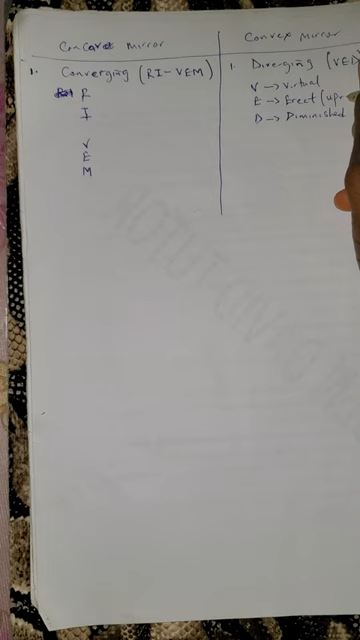 Concave Mirror
1. Converging (RI-VEM)
R
I
V
E
M
Convex Mirror
1. Diverging (VED
V → Virtual
E → Erect (upr
D → Diminished